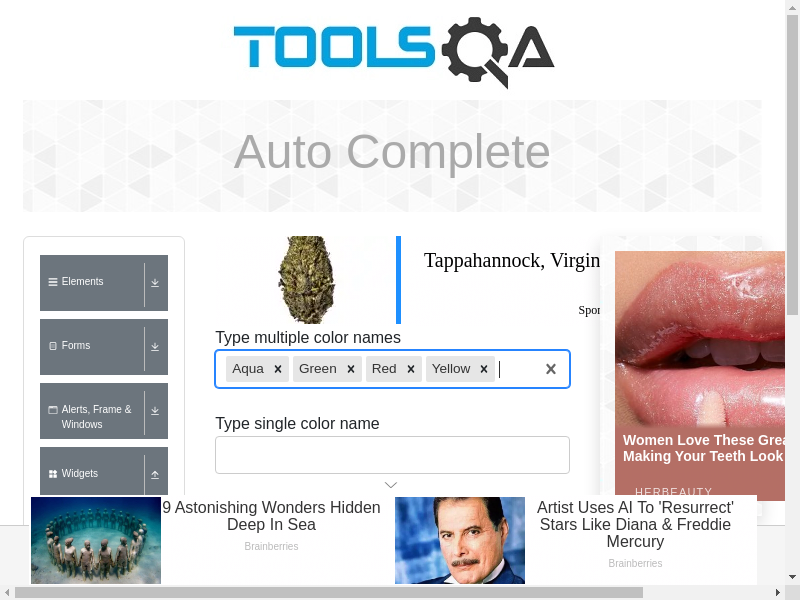 TOOLSQA
Auto Complete
Elements
Forms
Alerts, Frame &
Windows
Widgets
Tappahannock, Virgin
Spor
Type multiple color names
Aqua
Green
Red
Yellow
Type single color name
Women Love These Grea
Making Your Teeth Look
HERBEAUTY
9 Astonishing Wonders Hidden
Deep In Sea
Brainberries
Artist Uses AI To 'Resurrect'
Stars Like Diana & Freddie
Mercury
Brainberries